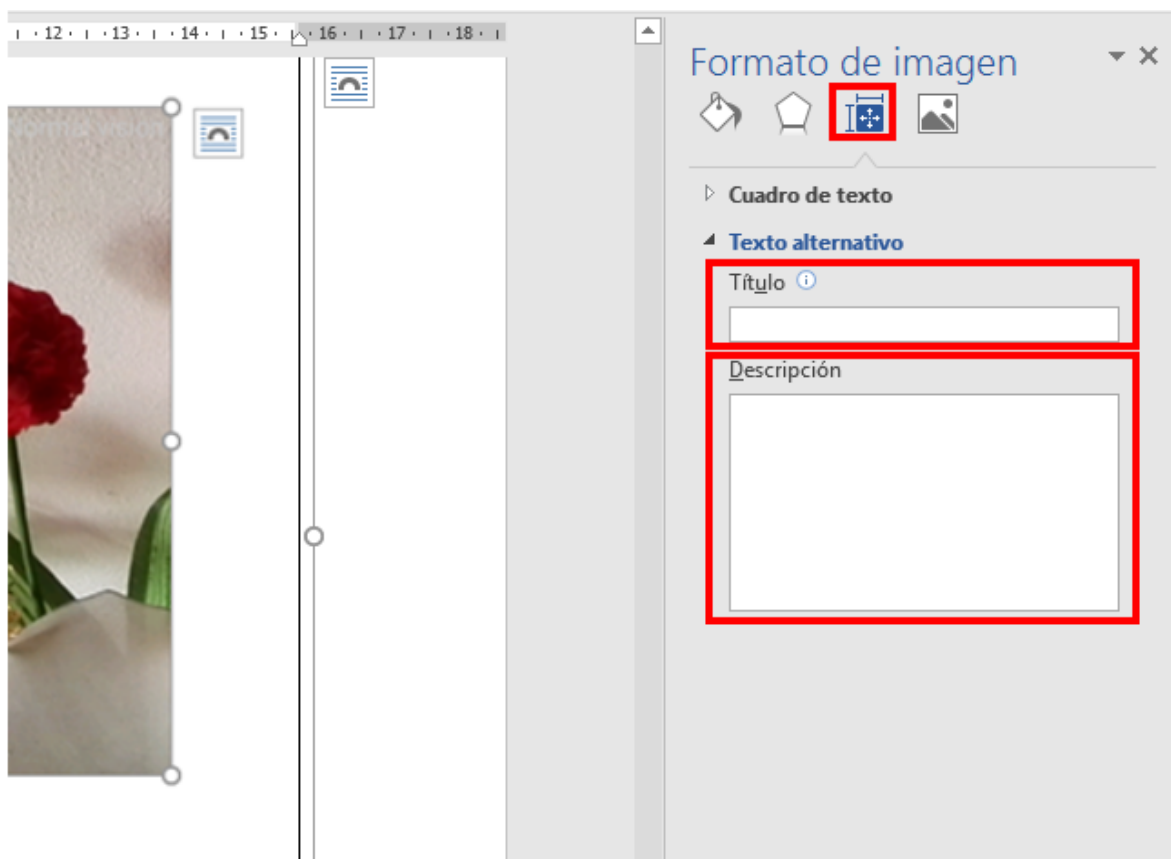 12 13 14 15 16 17 18
Formato de imagen
Cuadro de texto
Texto alternativo
Título
Descripción